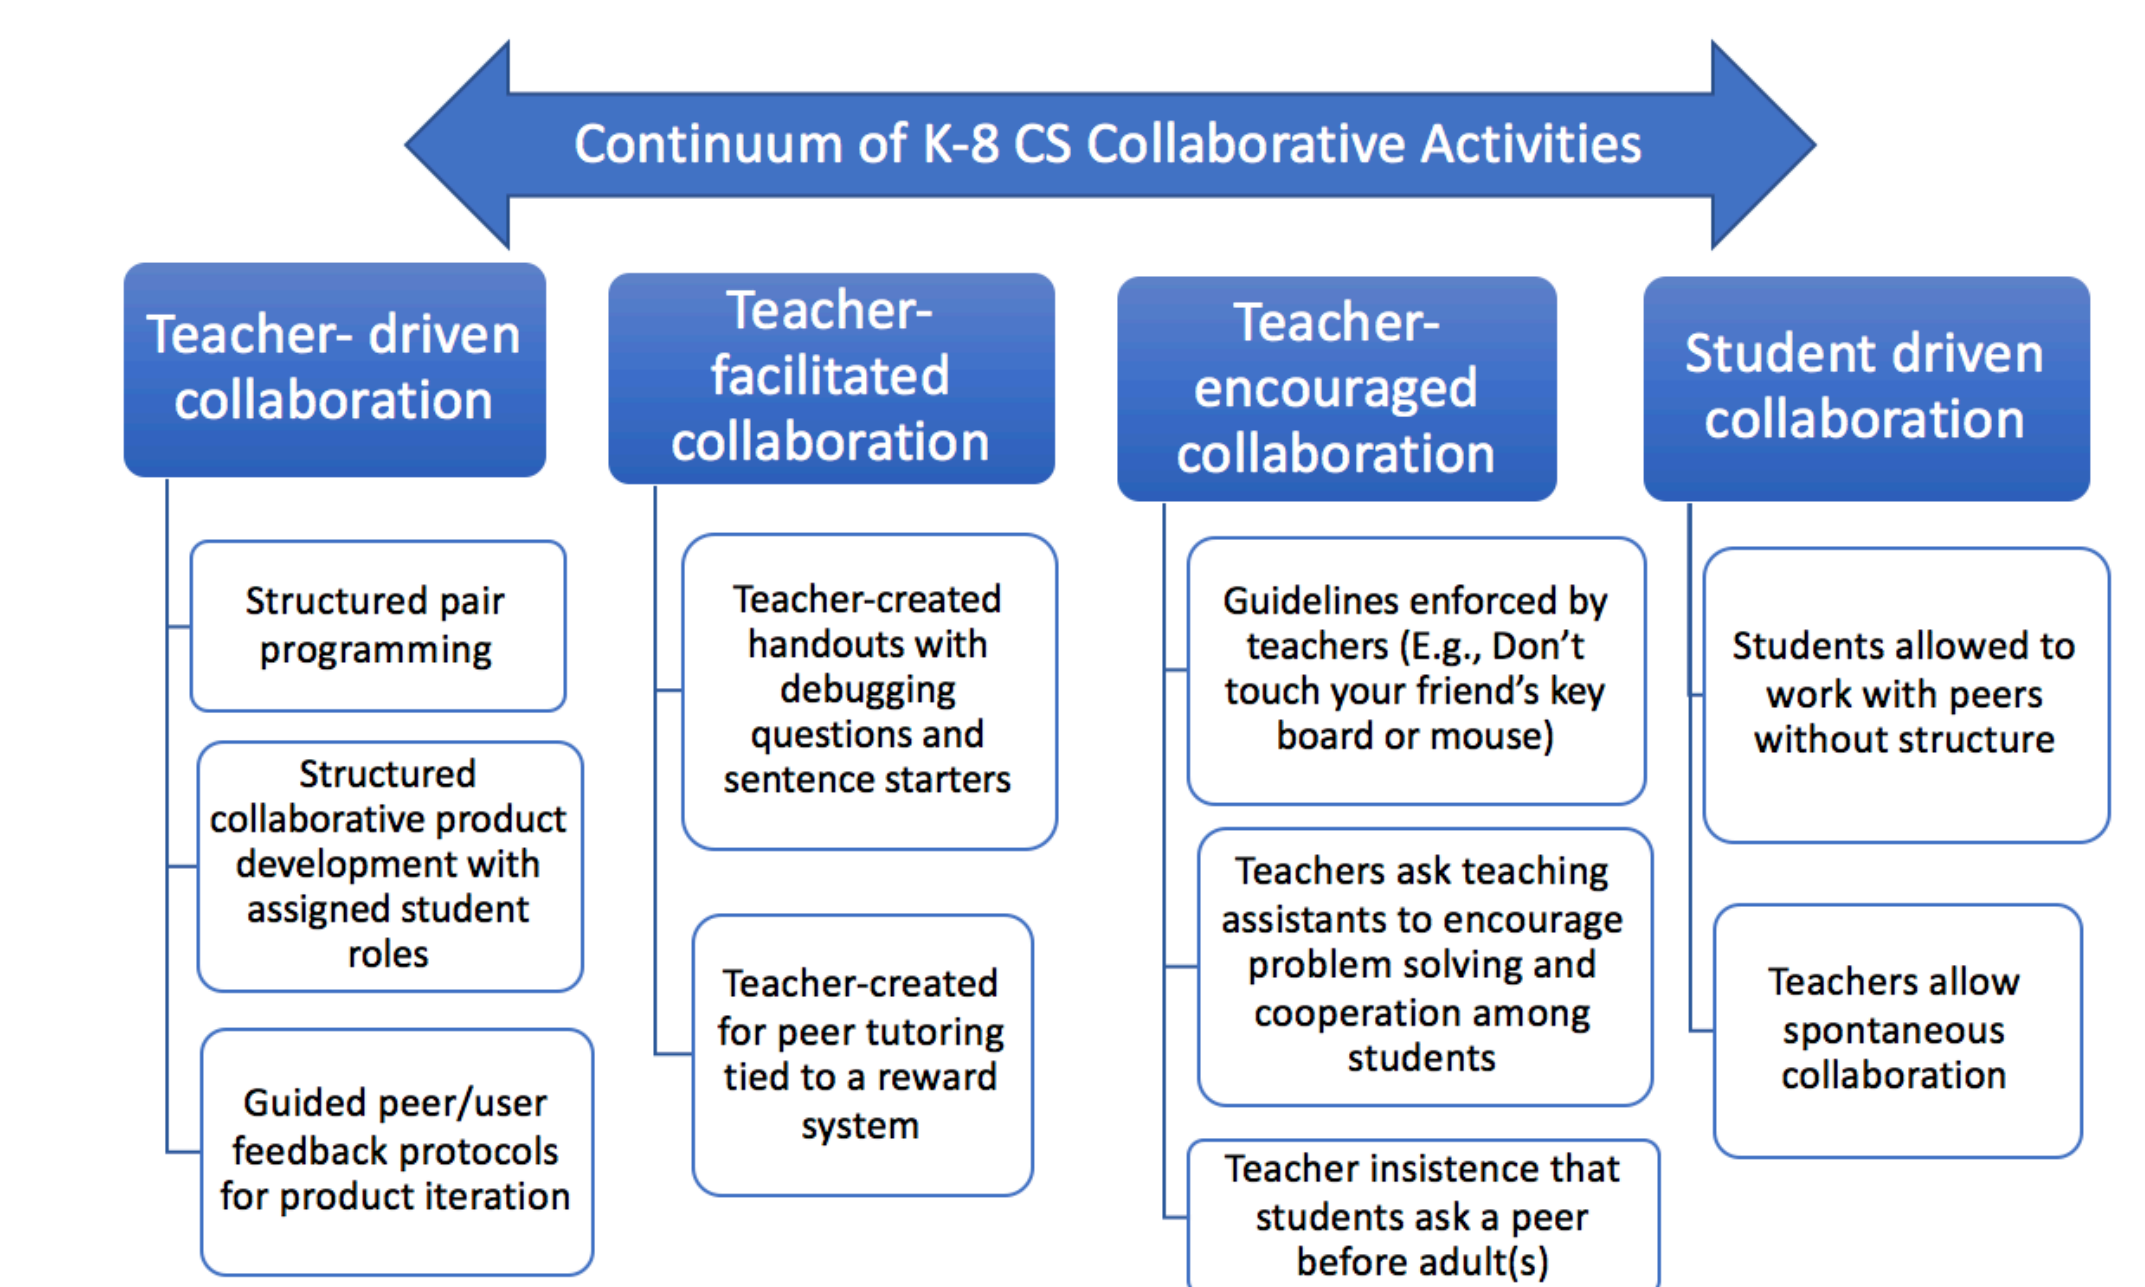 Continuum of K-8 CS Collaborative Activities
Teacher- driven
collaboration
Structured pair
programming
Structured
collaborative product
development with
assigned student
roles
Guided peer/user
feedback protocols
for product iteration
Teacher-
facilitated
collaboration
Teacher-created
handouts with
debugging
questions and
sentence starters
Teacher-created
for peer tutoring
tied to a reward
system
Teacher-
encouraged
collaboration
Guidelines enforced by
teachers (E.g., Don’t
touch your friend’s key
board or mouse)
Teachers ask teaching
assistants to encourage
problem solving and
cooperation among
students
Teacher insistence that
students ask a peer
before adult(s)
Student driven
collaboration
Students allowed to
work with peers
without structure
Teachers allow
spontaneous
collaboration